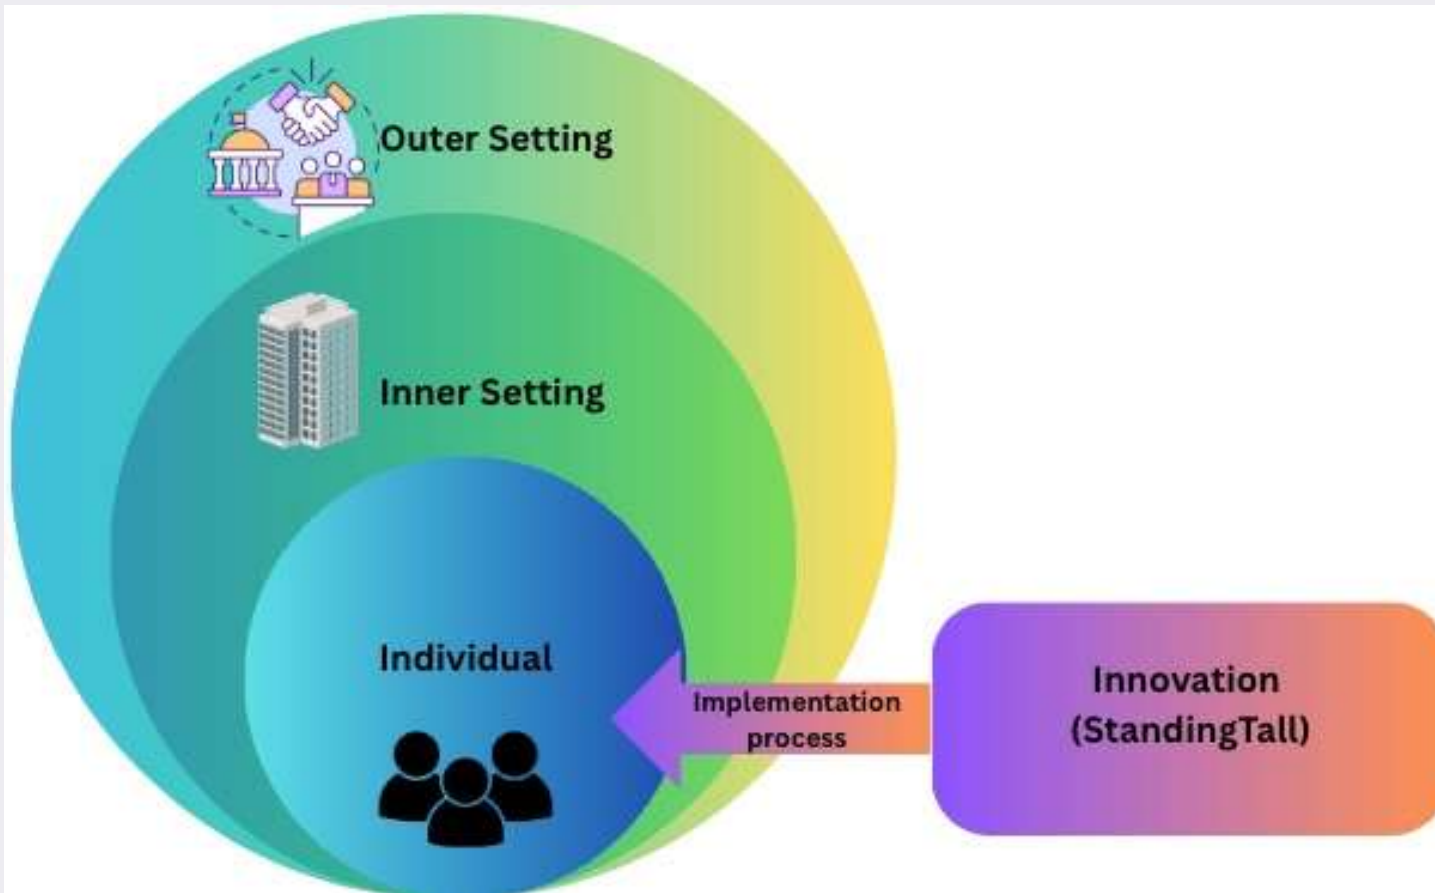 Outer Setting
Inner Setting
Individual
Implementation
process
Innovation
(StandingTall)